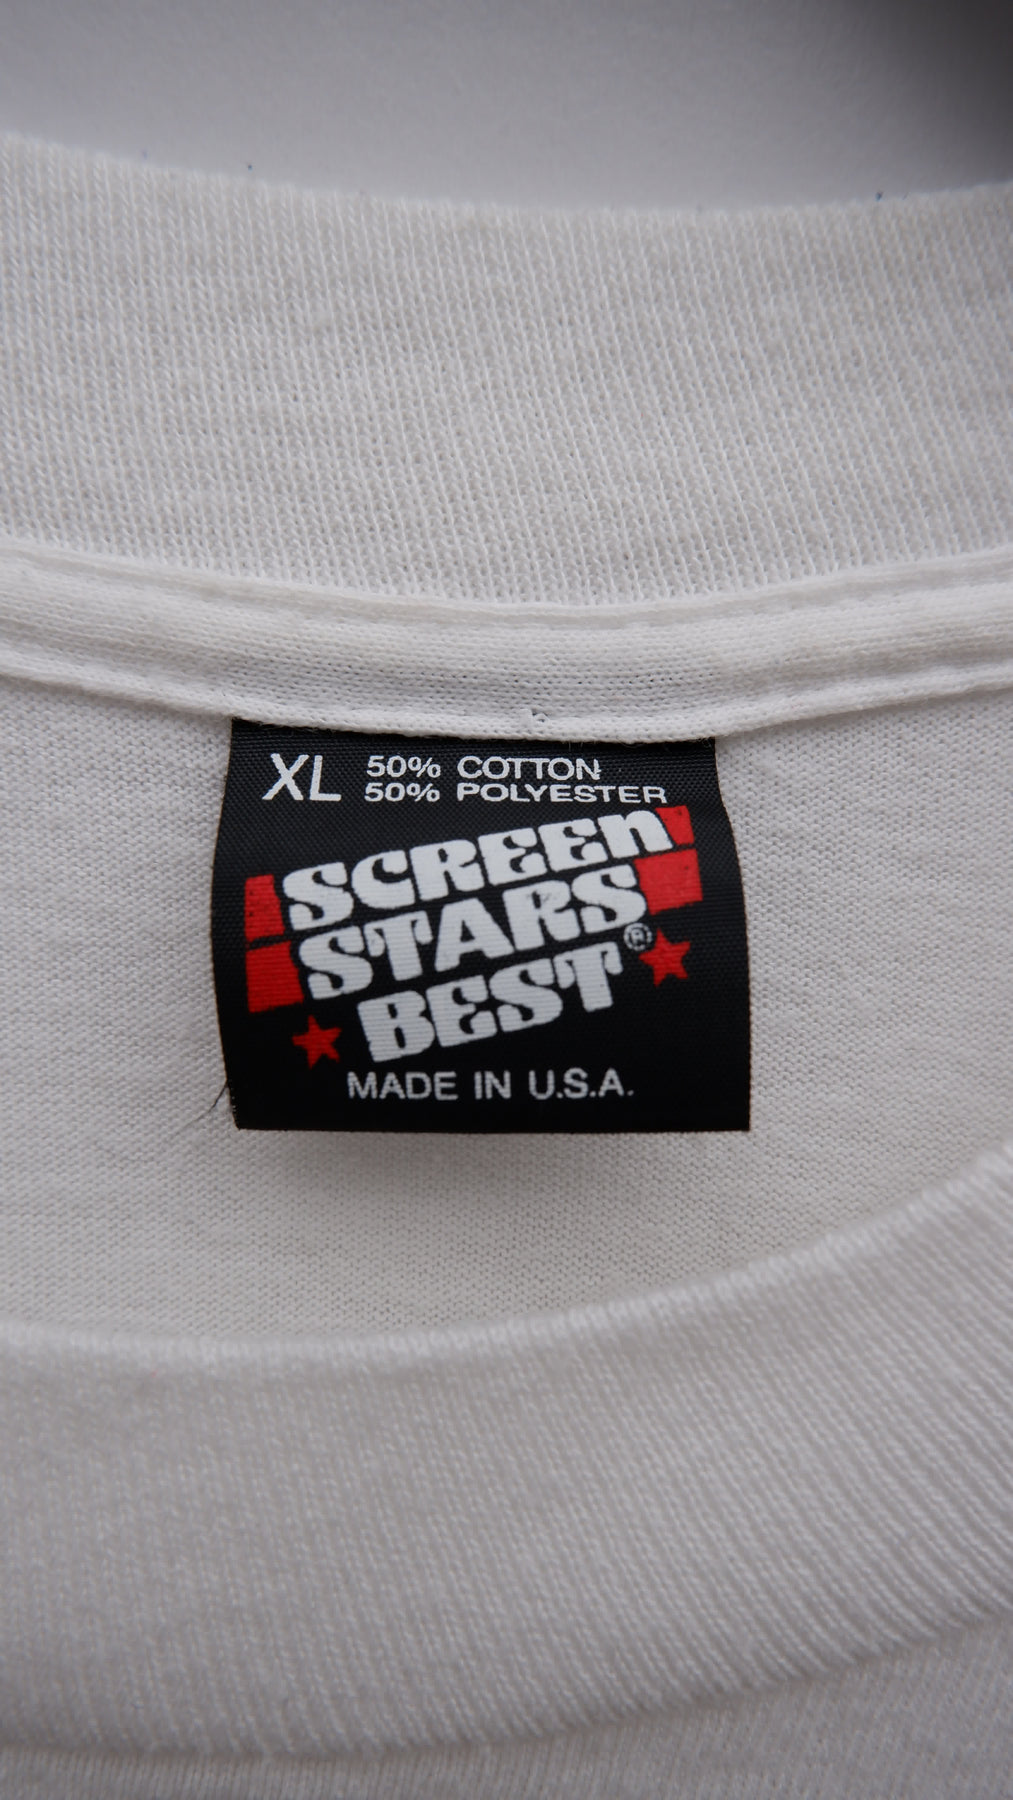 XL 50% COTTON
50% POLYESTER
SCREEn
STARS
BEST®
MADE IN U.S.A.